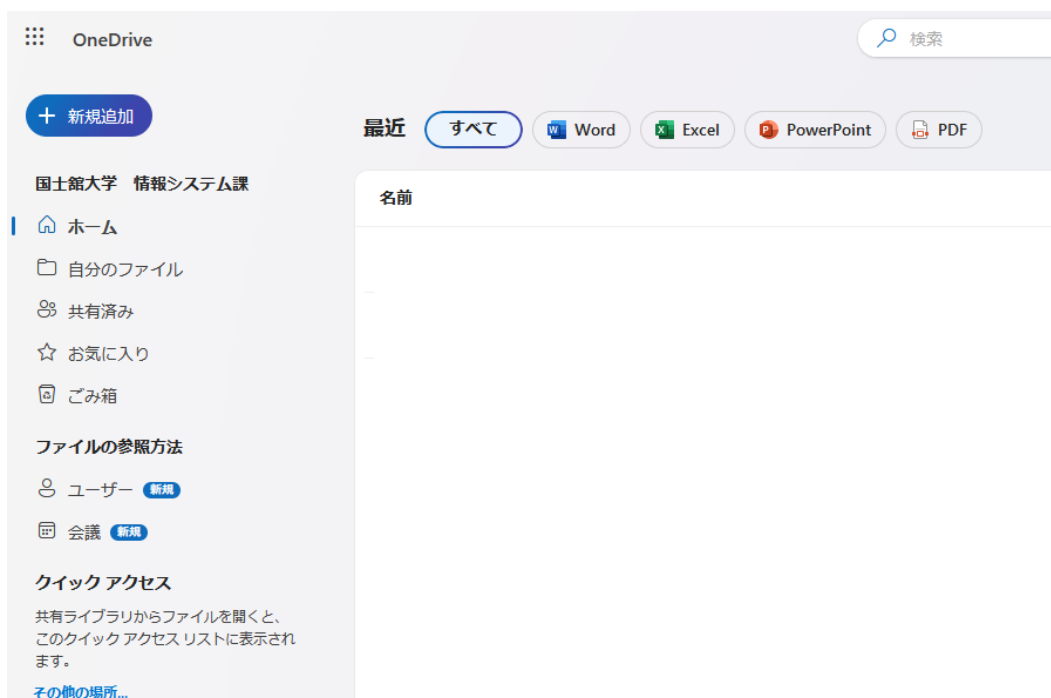 OneDrive
検索
新規追加
最近 すべて Word Excel PowerPoint PDF
国士舘大学 情報システム課
名前
ホーム
自分のファイル
共有済み
お気に入り
ごみ箱
ファイルの参照方法
ユーザー 新規
会議 新規
クイック アクセス
共有ライブラリからファイルを開くと、
このクイック アクセス リストに表示され
ます。
その他の場所...